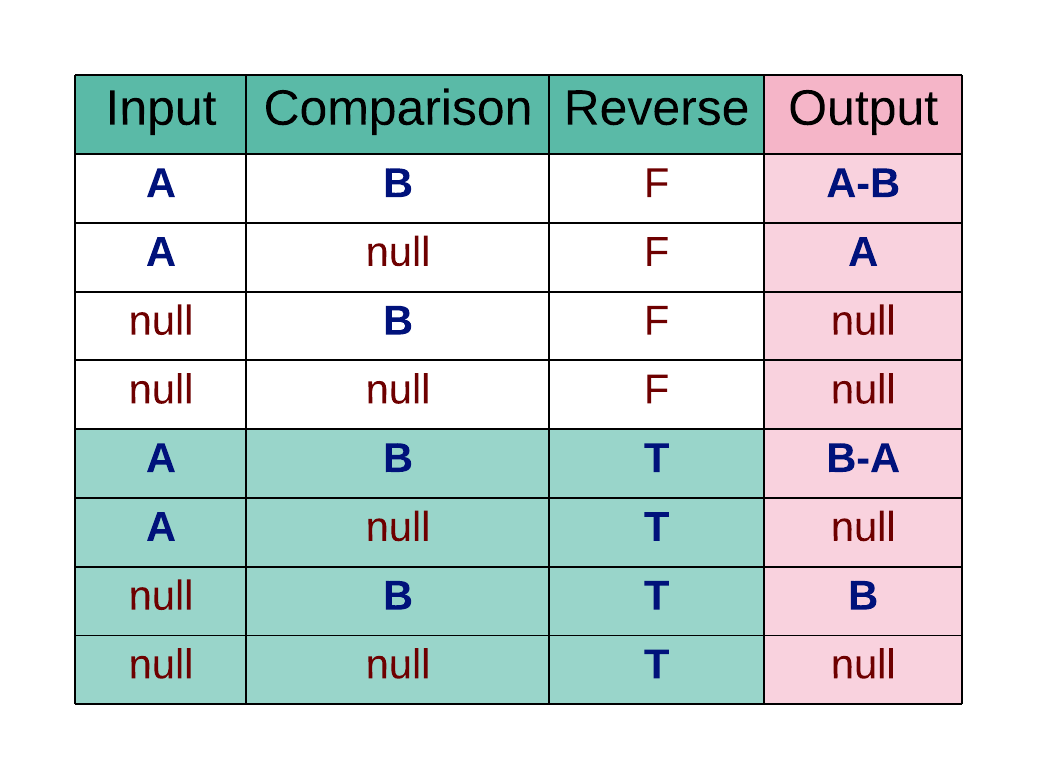 Input Comparison Reverse Output
A B F A-B
A null F A
null B F null
null null F null
A B T B-A
A null T null
null B T B
null null T null